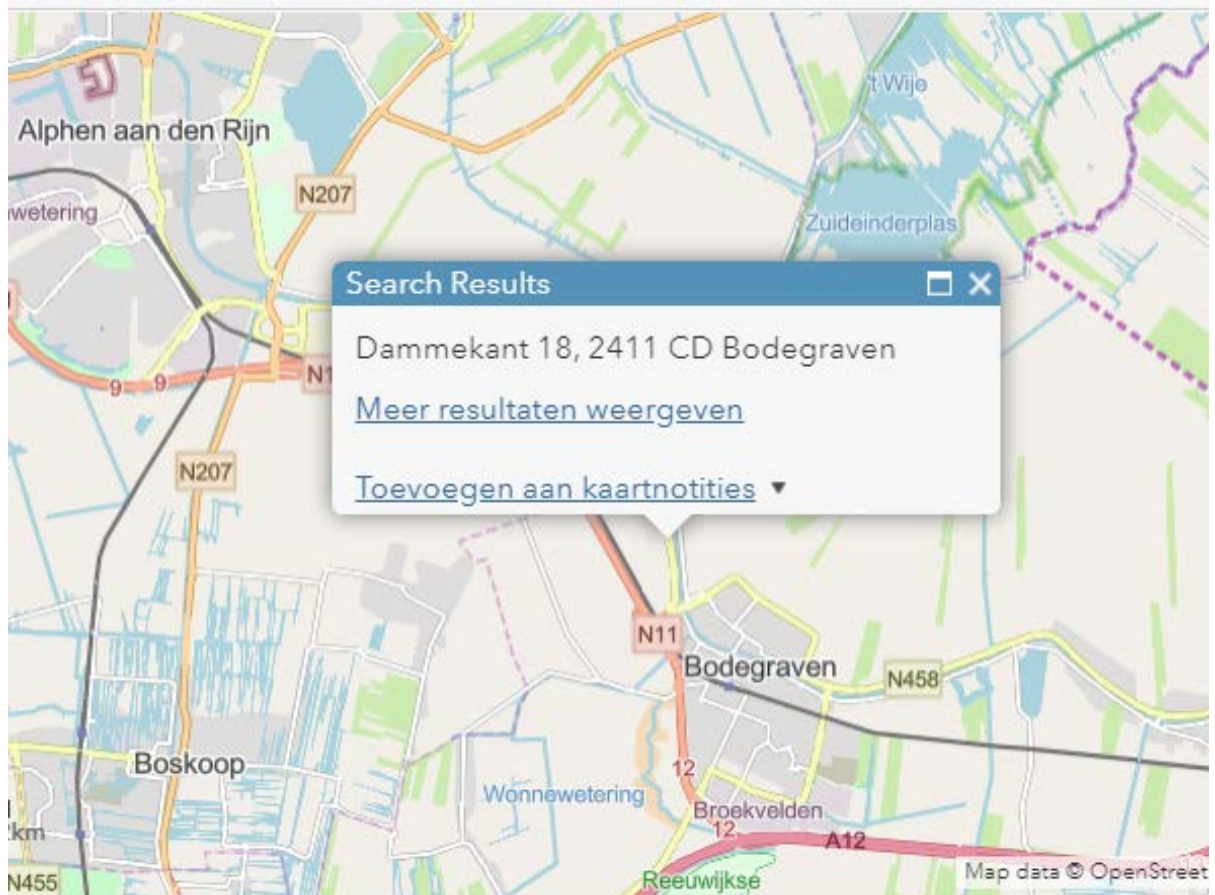 't Wije
Alphen aan den Rijn
N207
wetering
Zuideinderplas
Search Results
Dammekant 18, 2411 CD Bodegraven
9
9
N1
Meer resultaten weergeven
N207
Toevoegen aan kaartnotities
N11
Bodegraven
N458
Boskoop
12
Wonnewetering
Broekvelden
12
km
A12
N455
Reeuwijkse
Map data © OpenStreet